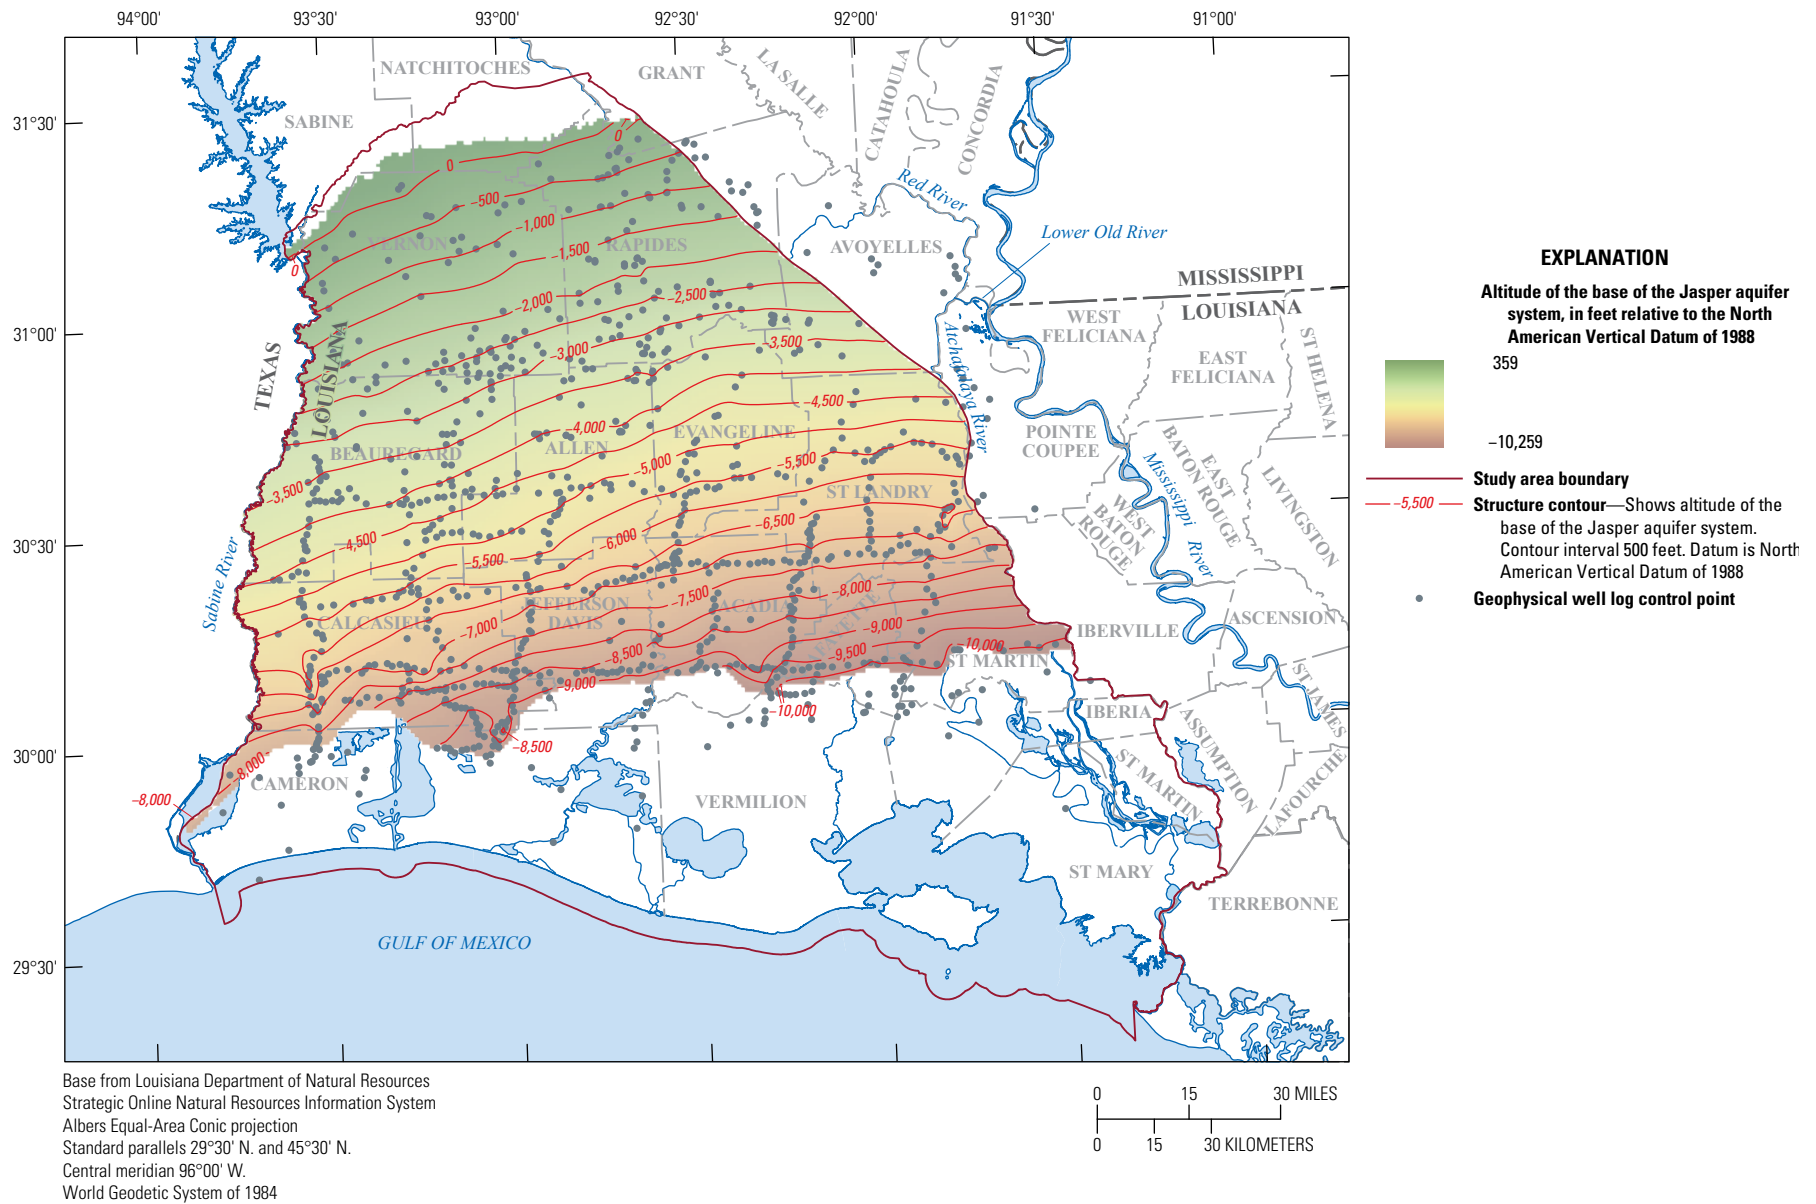 94°00'
93°30'
93°00'
92°30'
92°00'
91°30'
91°00'
31°30'
31°00'
30°30'
30°00'
29°30'
NATCHITOCHES
GRANT
LA SALLE
CATAHOULA
CONCORDIA
SABINE
VERNON
RAPIDES
AVOYELLES
Red River
Lower Old River
MISSISSIPPI
LOUISIANA
WEST
FELICIANA
EAST
FELICIANA
ST HELENA
TEXAS
LOUISIANA
Atchafalaya River
BEAUREGARD
ALLEN
EVANGELINE
ST LANDRY
POINTE
COUPEE
WEST
BATON
ROUGE
EAST
BATON ROUGE
LIVINGSTON
Mississippi River
Sabine River
CALCASIEU
JEFFERSON
DAVIS
ACADIA
LAFAYETTE
ST MARTIN
IBERVILLE
ASCENSION
ST JAMES
IBERIA
ASSUMPTION
ST MARTIN
LAFOURCHE
CAMERON
VERMILION
ST MARY
TERREBONNE
GULF OF MEXICO
0
0
0
–500
–1,000
–1,500
–2,000
–2,500
–3,000
–3,500
–4,500
–4,000
–5,000
–5,500
–3,500
–4,500
–5,500
–6,000
–6,500
–7,000
–7,500
–8,000
–8,500
–9,000
–9,500
–10,000
–9,000
–10,000
–8,500
–8,000
–8,000
EXPLANATION
Altitude of the base of the Jasper aquifer
system, in feet relative to the North
American Vertical Datum of 1988
359
–10,259
Study area boundary
–5,500
Structure contour—Shows altitude of the
base of the Jasper aquifer system.
Contour interval 500 feet. Datum is North
American Vertical Datum of 1988
Geophysical well log control point
Base from Louisiana Department of Natural Resources
Strategic Online Natural Resources Information System
Albers Equal-Area Conic projection
Standard parallels 29°30' N. and 45°30' N.
Central meridian 96°00' W.
World Geodetic System of 1984
0 15 30 MILES
0 15 30 KILOMETERS